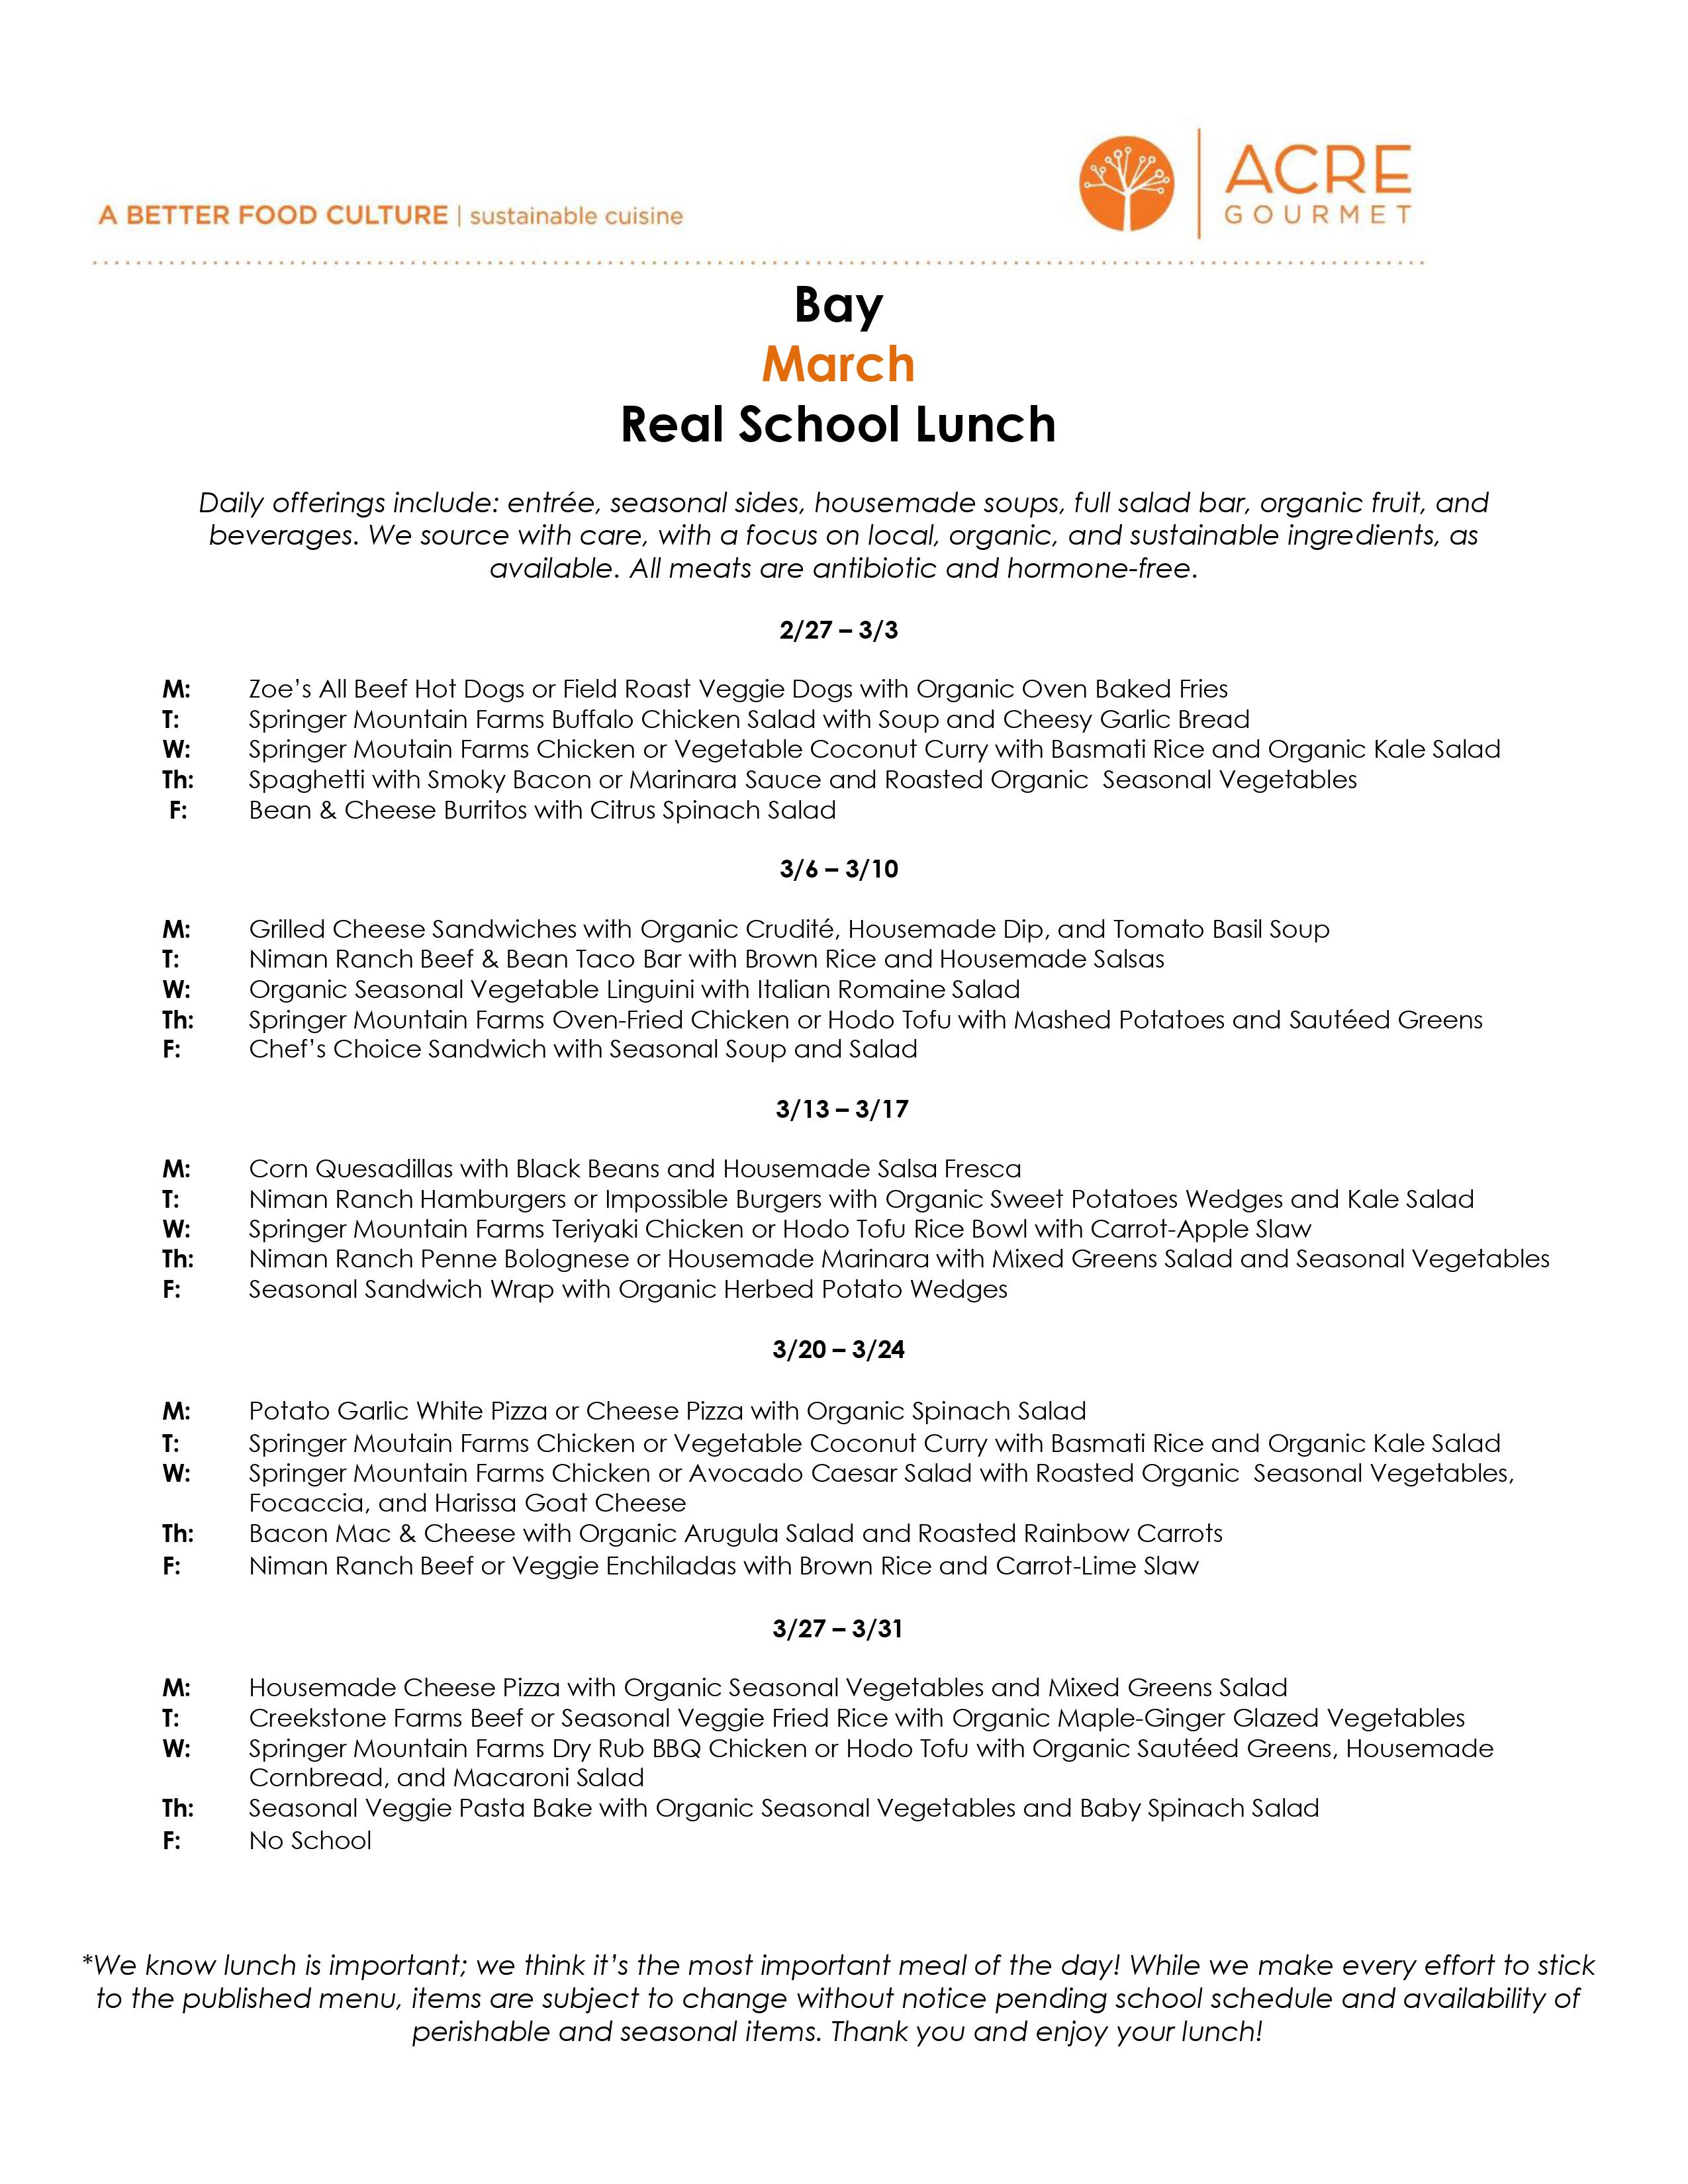 A BETTER FOOD CULTURE | sustainable cuisine
ACRE
GOURMET
Bay
March
Real School Lunch
Daily offerings include: entrée, seasonal sides, housemade soups, full salad bar, organic fruit, and
beverages. We source with care, with a focus on local, organic, and sustainable ingredients, as
available. All meats are antibiotic and hormone-free.
2/27 – 3/3
M: Zoe’s All Beef Hot Dogs or Field Roast Veggie Dogs with Organic Oven Baked Fries
T: Springer Mountain Farms Buffalo Chicken Salad with Soup and Cheesy Garlic Bread
W: Springer Moutain Farms Chicken or Vegetable Coconut Curry with Basmati Rice and Organic Kale Salad
Th: Spaghetti with Smoky Bacon or Marinara Sauce and Roasted Organic  Seasonal Vegetables
F: Bean & Cheese Burritos with Citrus Spinach Salad
3/6 – 3/10
M: Grilled Cheese Sandwiches with Organic Crudité, Housemade Dip, and Tomato Basil Soup
T: Niman Ranch Beef & Bean Taco Bar with Brown Rice and Housemade Salsas
W: Organic Seasonal Vegetable Linguini with Italian Romaine Salad
Th: Springer Mountain Farms Oven-Fried Chicken or Hodo Tofu with Mashed Potatoes and Sautéed Greens
F: Chef’s Choice Sandwich with Seasonal Soup and Salad
3/13 – 3/17
M: Corn Quesadillas with Black Beans and Housemade Salsa Fresca
T: Niman Ranch Hamburgers or Impossible Burgers with Organic Sweet Potatoes Wedges and Kale Salad
W: Springer Mountain Farms Teriyaki Chicken or Hodo Tofu Rice Bowl with Carrot-Apple Slaw
Th: Niman Ranch Penne Bolognese or Housemade Marinara with Mixed Greens Salad and Seasonal Vegetables
F: Seasonal Sandwich Wrap with Organic Herbed Potato Wedges
3/20 – 3/24
M: Potato Garlic White Pizza or Cheese Pizza with Organic Spinach Salad
T: Springer Moutain Farms Chicken or Vegetable Coconut Curry with Basmati Rice and Organic Kale Salad
W: Springer Mountain Farms Chicken or Avocado Caesar Salad with Roasted Organic  Seasonal Vegetables,
Focaccia, and Harissa Goat Cheese
Th: Bacon Mac & Cheese with Organic Arugula Salad and Roasted Rainbow Carrots
F: Niman Ranch Beef or Veggie Enchiladas with Brown Rice and Carrot-Lime Slaw
3/27 – 3/31
M: Housemade Cheese Pizza with Organic Seasonal Vegetables and Mixed Greens Salad
T: Creekstone Farms Beef or Seasonal Veggie Fried Rice with Organic Maple-Ginger Glazed Vegetables
W: Springer Mountain Farms Dry Rub BBQ Chicken or Hodo Tofu with Organic Sautéed Greens, Housemade
Cornbread, and Macaroni Salad
Th: Seasonal Veggie Pasta Bake with Organic Seasonal Vegetables and Baby Spinach Salad
F: No School
*We know lunch is important; we think it’s the most important meal of the day! While we make every effort to stick
to the published menu, items are subject to change without notice pending school schedule and availability of
perishable and seasonal items. Thank you and enjoy your lunch!